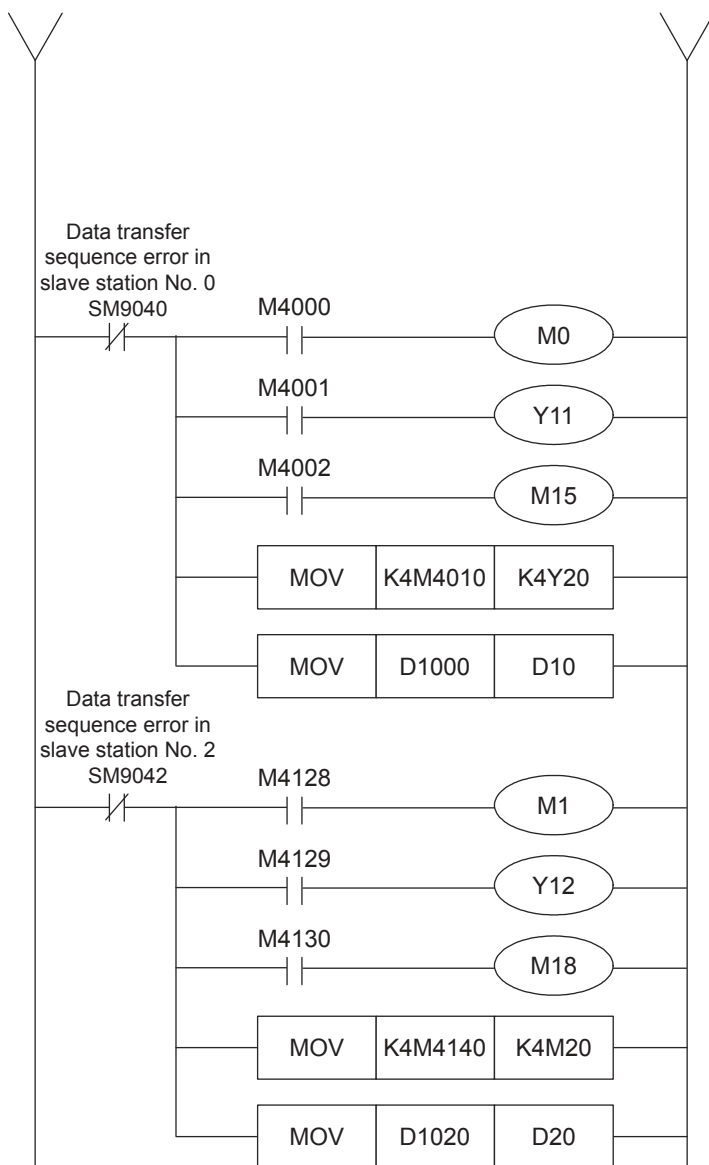 Data transfer
sequence error in
slave station No. 0
SM9040
M4000
M0
M4001
Y11
M4002
M15
MOV K4M4010 K4Y20
MOV D1000 D10
Data transfer
sequence error in
slave station No. 2
SM9042
M4128
M1
M4129
Y12
M4130
M18
MOV K4M4140 K4M20
MOV D1020 D20